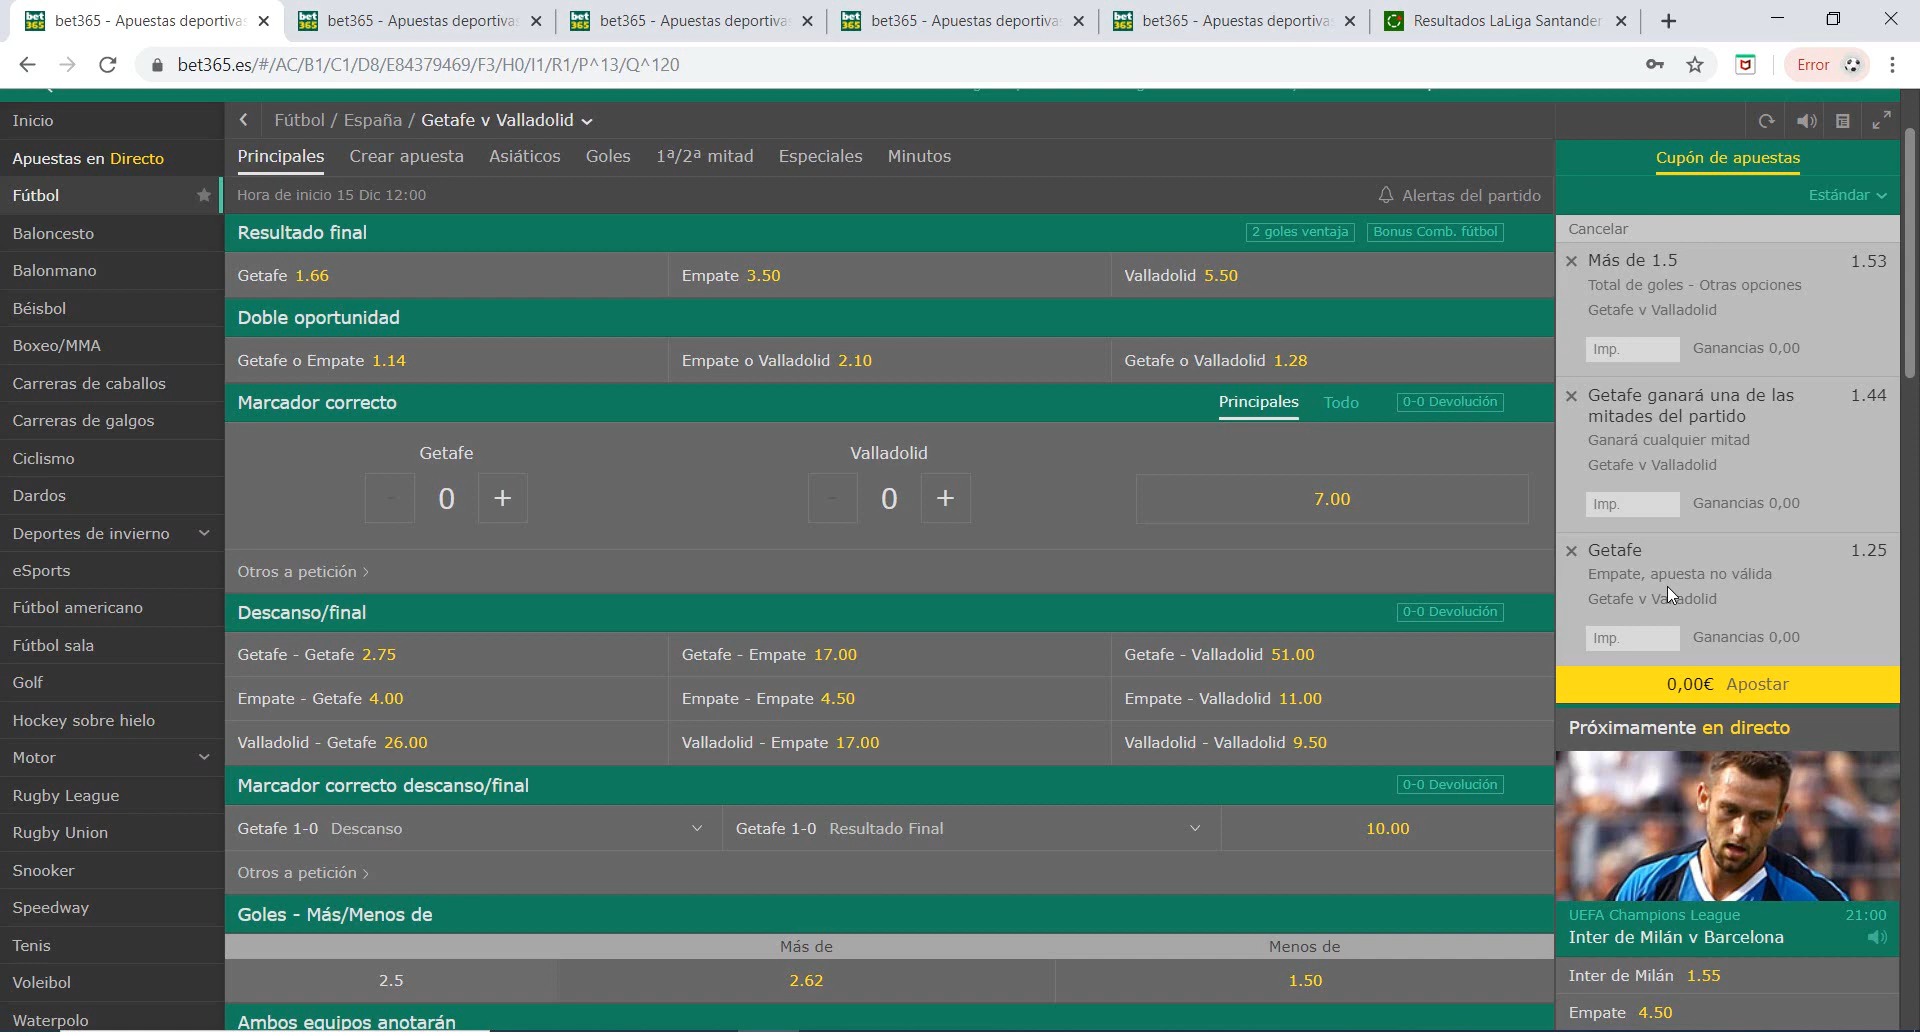 bet365 - Apuestas deportivas
bet365 - Apuestas deportivas
bet365 - Apuestas deportiva
bet365 - Apuestas deportiva
bet365 - Apuestas deportiva
Resultados LaLiga Santander
bet365.es/#/AC/B1/C1/D8/E84379469/F3/H0/I1/R1/P^13/Q^120
Error
Inicio
Apuestas en Directo
Fútbol
Baloncesto
Balonmano
Béisbol
Boxeo/MMA
Carreras de caballos
Carreras de galgos
Ciclismo
Dardos
Deportes de invierno
eSports
Fútbol americano
Fútbol sala
Golf
Hockey sobre hielo
Motor
Rugby League
Rugby Union
Snooker
Speedway
Tenis
Voleibol
Waterpolo
Fútbol / España / Getafe v Valladolid
Principales Crear apuesta Asiáticos Goles 1ª/2ª mitad Especiales Minutos
Hora de inicio 15 Dic 12:00
Alertas del partido
Resultado final 2 goles ventaja Bonus Comb. fútbol
Getafe 1.66 Empate 3.50 Valladolid 5.50
Doble oportunidad
Getafe o Empate 1.14 Empate o Valladolid 2.10 Getafe o Valladolid 1.28
Marcador correcto Principales Todo 0-0 Devolución
Getafe Valladolid
- 0 + - 0 + 7.00
Otros a petición >
Descanso/final 0-0 Devolución
Getafe - Getafe 2.75 Getafe - Empate 17.00 Getafe - Valladolid 51.00
Empate - Getafe 4.00 Empate - Empate 4.50 Empate - Valladolid 11.00
Valladolid - Getafe 26.00 Valladolid - Empate 17.00 Valladolid - Valladolid 9.50
Marcador correcto descanso/final 0-0 Devolución
Getafe 1-0 Descanso Getafe 1-0 Resultado Final 10.00
Otros a petición >
Goles - Más/Menos de
Más de Menos de
2.5 2.62 1.50
Ambos equipos anotarán
Cupón de apuestas
Estándar
Cancelar
Más de 1.5 1.53
Total de goles - Otras opciones
Getafe v Valladolid
Imp. Ganancias 0,00
Getafe ganará una de las 1.44
mitades del partido
Ganará cualquier mitad
Getafe v Valladolid
Imp. Ganancias 0,00
Getafe 1.25
Empate, apuesta no válida
Getafe v Valladolid
Imp. Ganancias 0,00
0,00€ Apostar
Próximamente en directo
UEFA Champions League 21:00
Inter de Milán v Barcelona
Inter de Milán 1.55
Empate 4.50